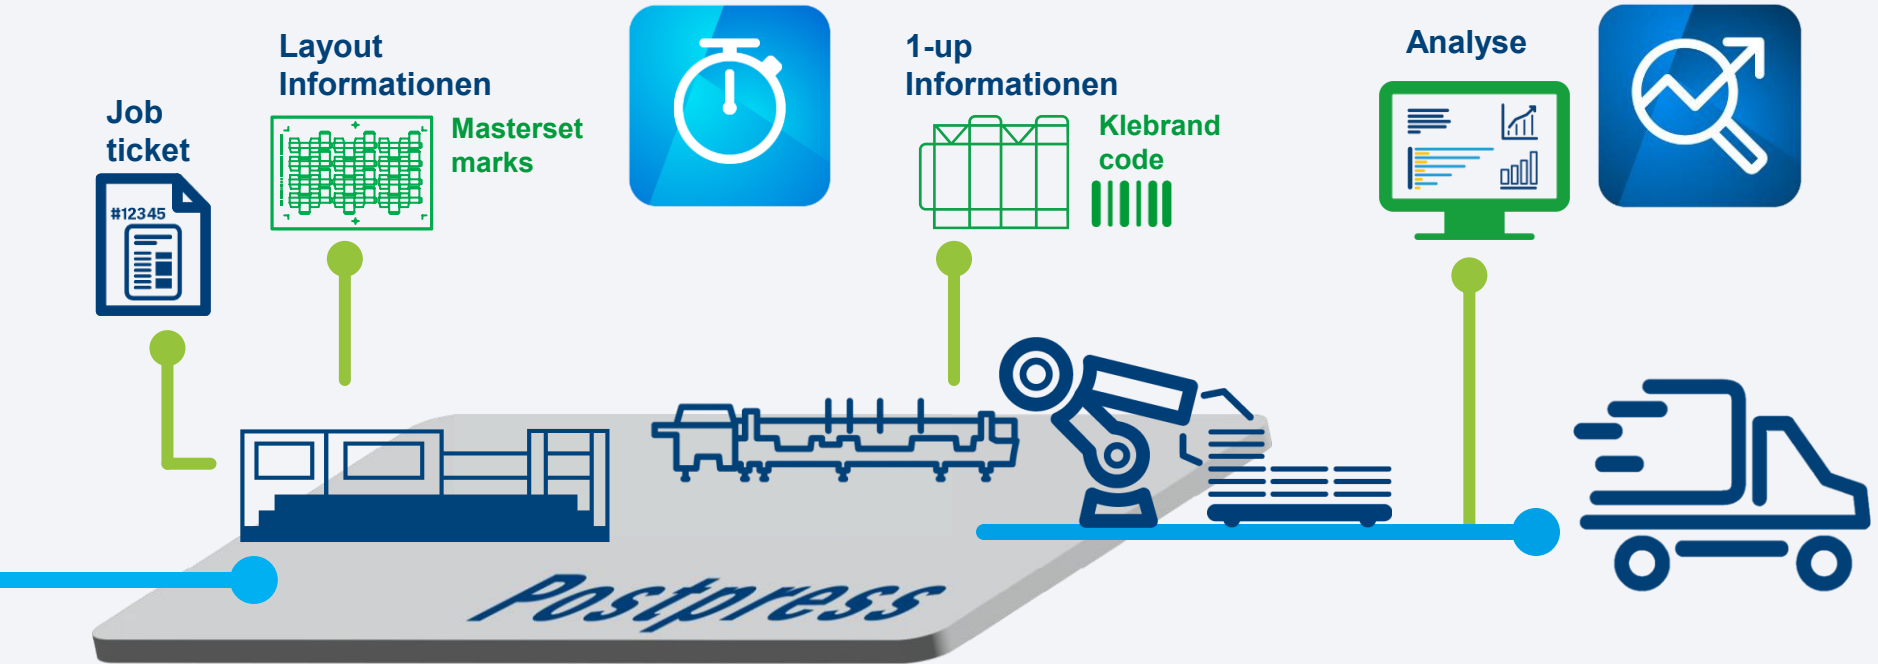 Job
ticket
#12345
Layout
Informationen
Masterset
marks
1-up
Informationen
Klebrand
code
Analyse
Postpress